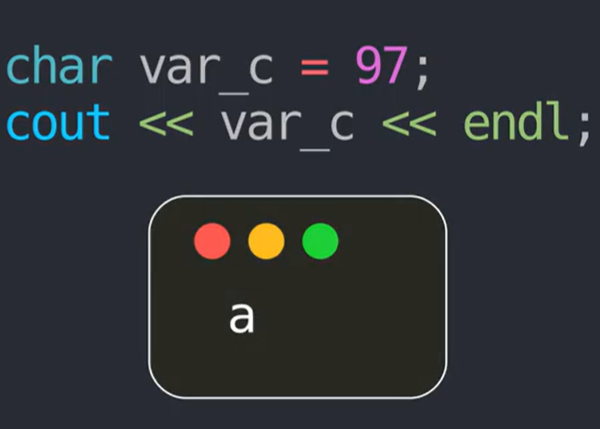 char var_c = 97;
cout << var_c << endl;
a